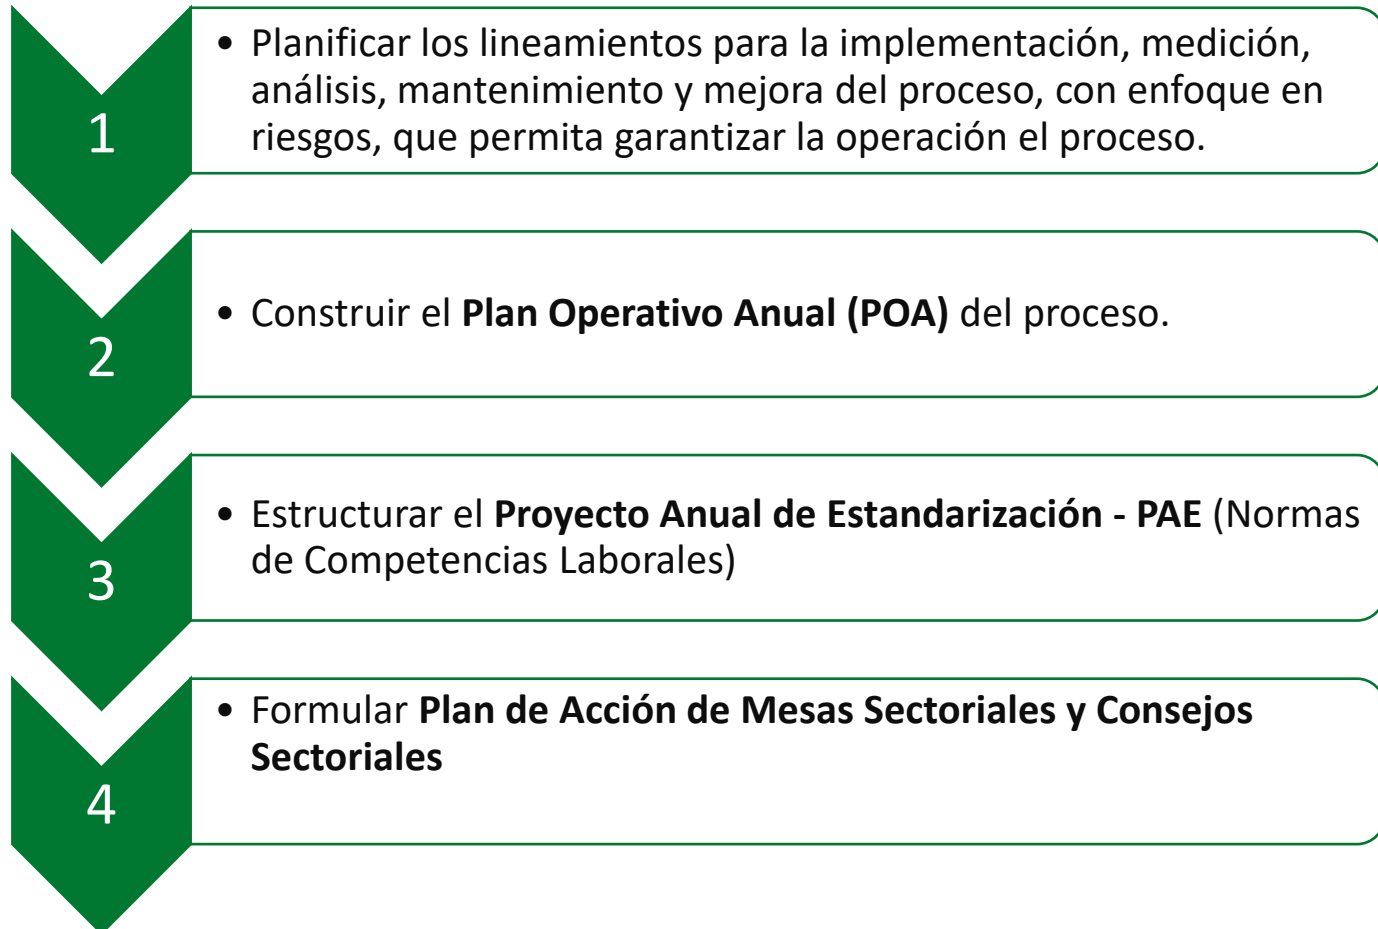 1
• Planificar los lineamientos para la implementación, medición,
análisis, mantenimiento y mejora del proceso, con enfoque en
riesgos, que permita garantizar la operación el proceso.
2
• Construir el Plan Operativo Anual (POA) del proceso.
3
• Estructurar el Proyecto Anual de Estandarización - PAE (Normas
de Competencias Laborales)
4
• Formular Plan de Acción de Mesas Sectoriales y Consejos
Sectoriales